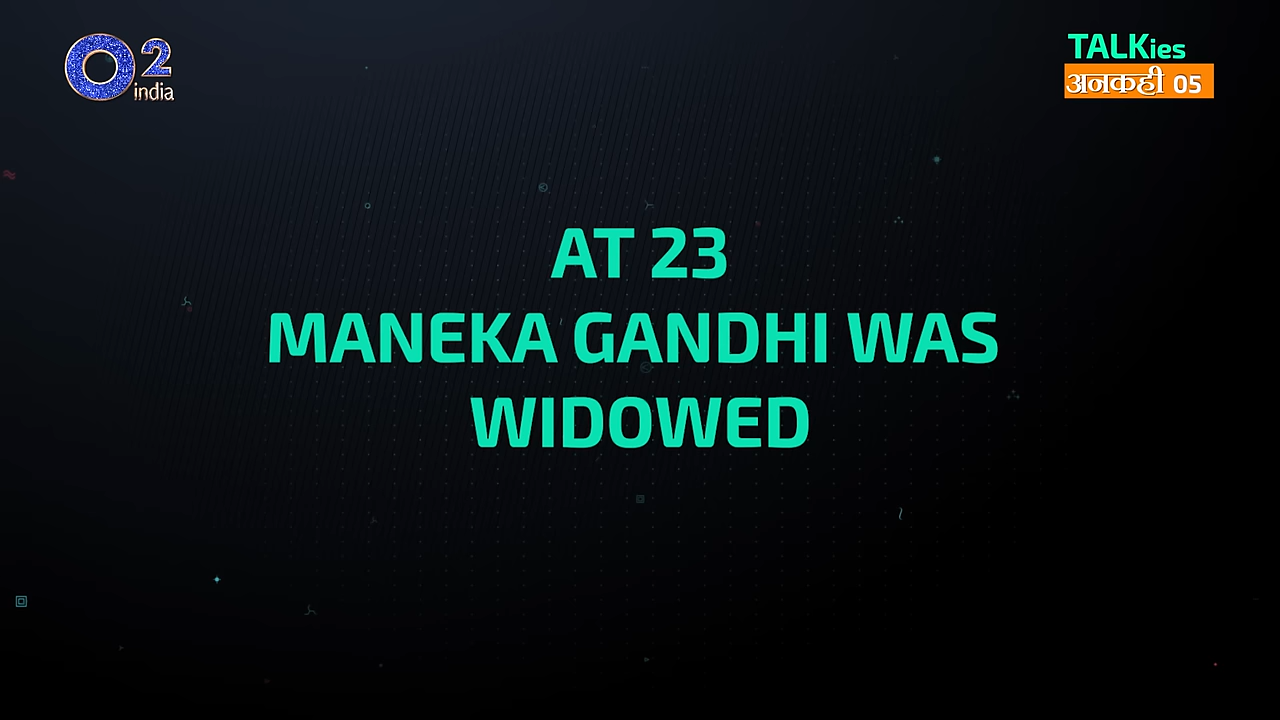 O2 india
TALKies
अनकही 05
AT 23
MANEKA GANDHI WAS
WIDOWED